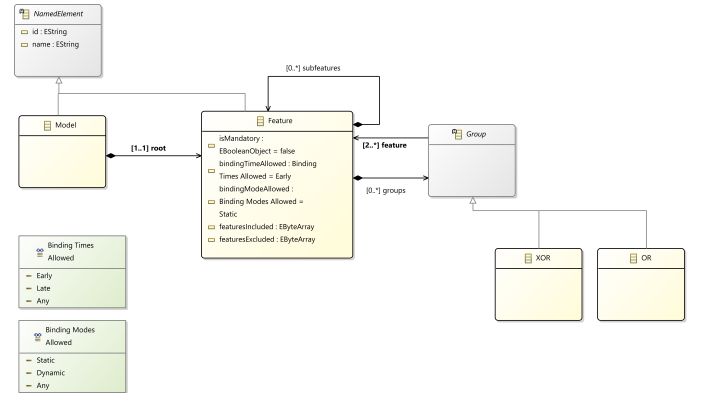 NamedElement
id : EString
name : EString
[0..*] subfeatures
Model
Feature
isMandatory :
EBooleanObject = false
bindingTimeAllowed : Binding
Times Allowed = Early
bindingModeAllowed :
Binding Modes Allowed =
Static
featuresIncluded : EByteArray
featuresExcluded : EByteArray
[1..1] root
[2..*] feature
[0..*] groups
Group
XOR
OR
Binding Times
Allowed
Early
Late
Any
Binding Modes
Allowed
Static
Dynamic
Any